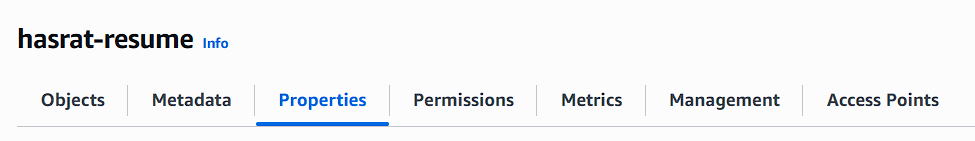 hasrat-resume Info
Objects Metadata Properties Permissions Metrics Management Access Points